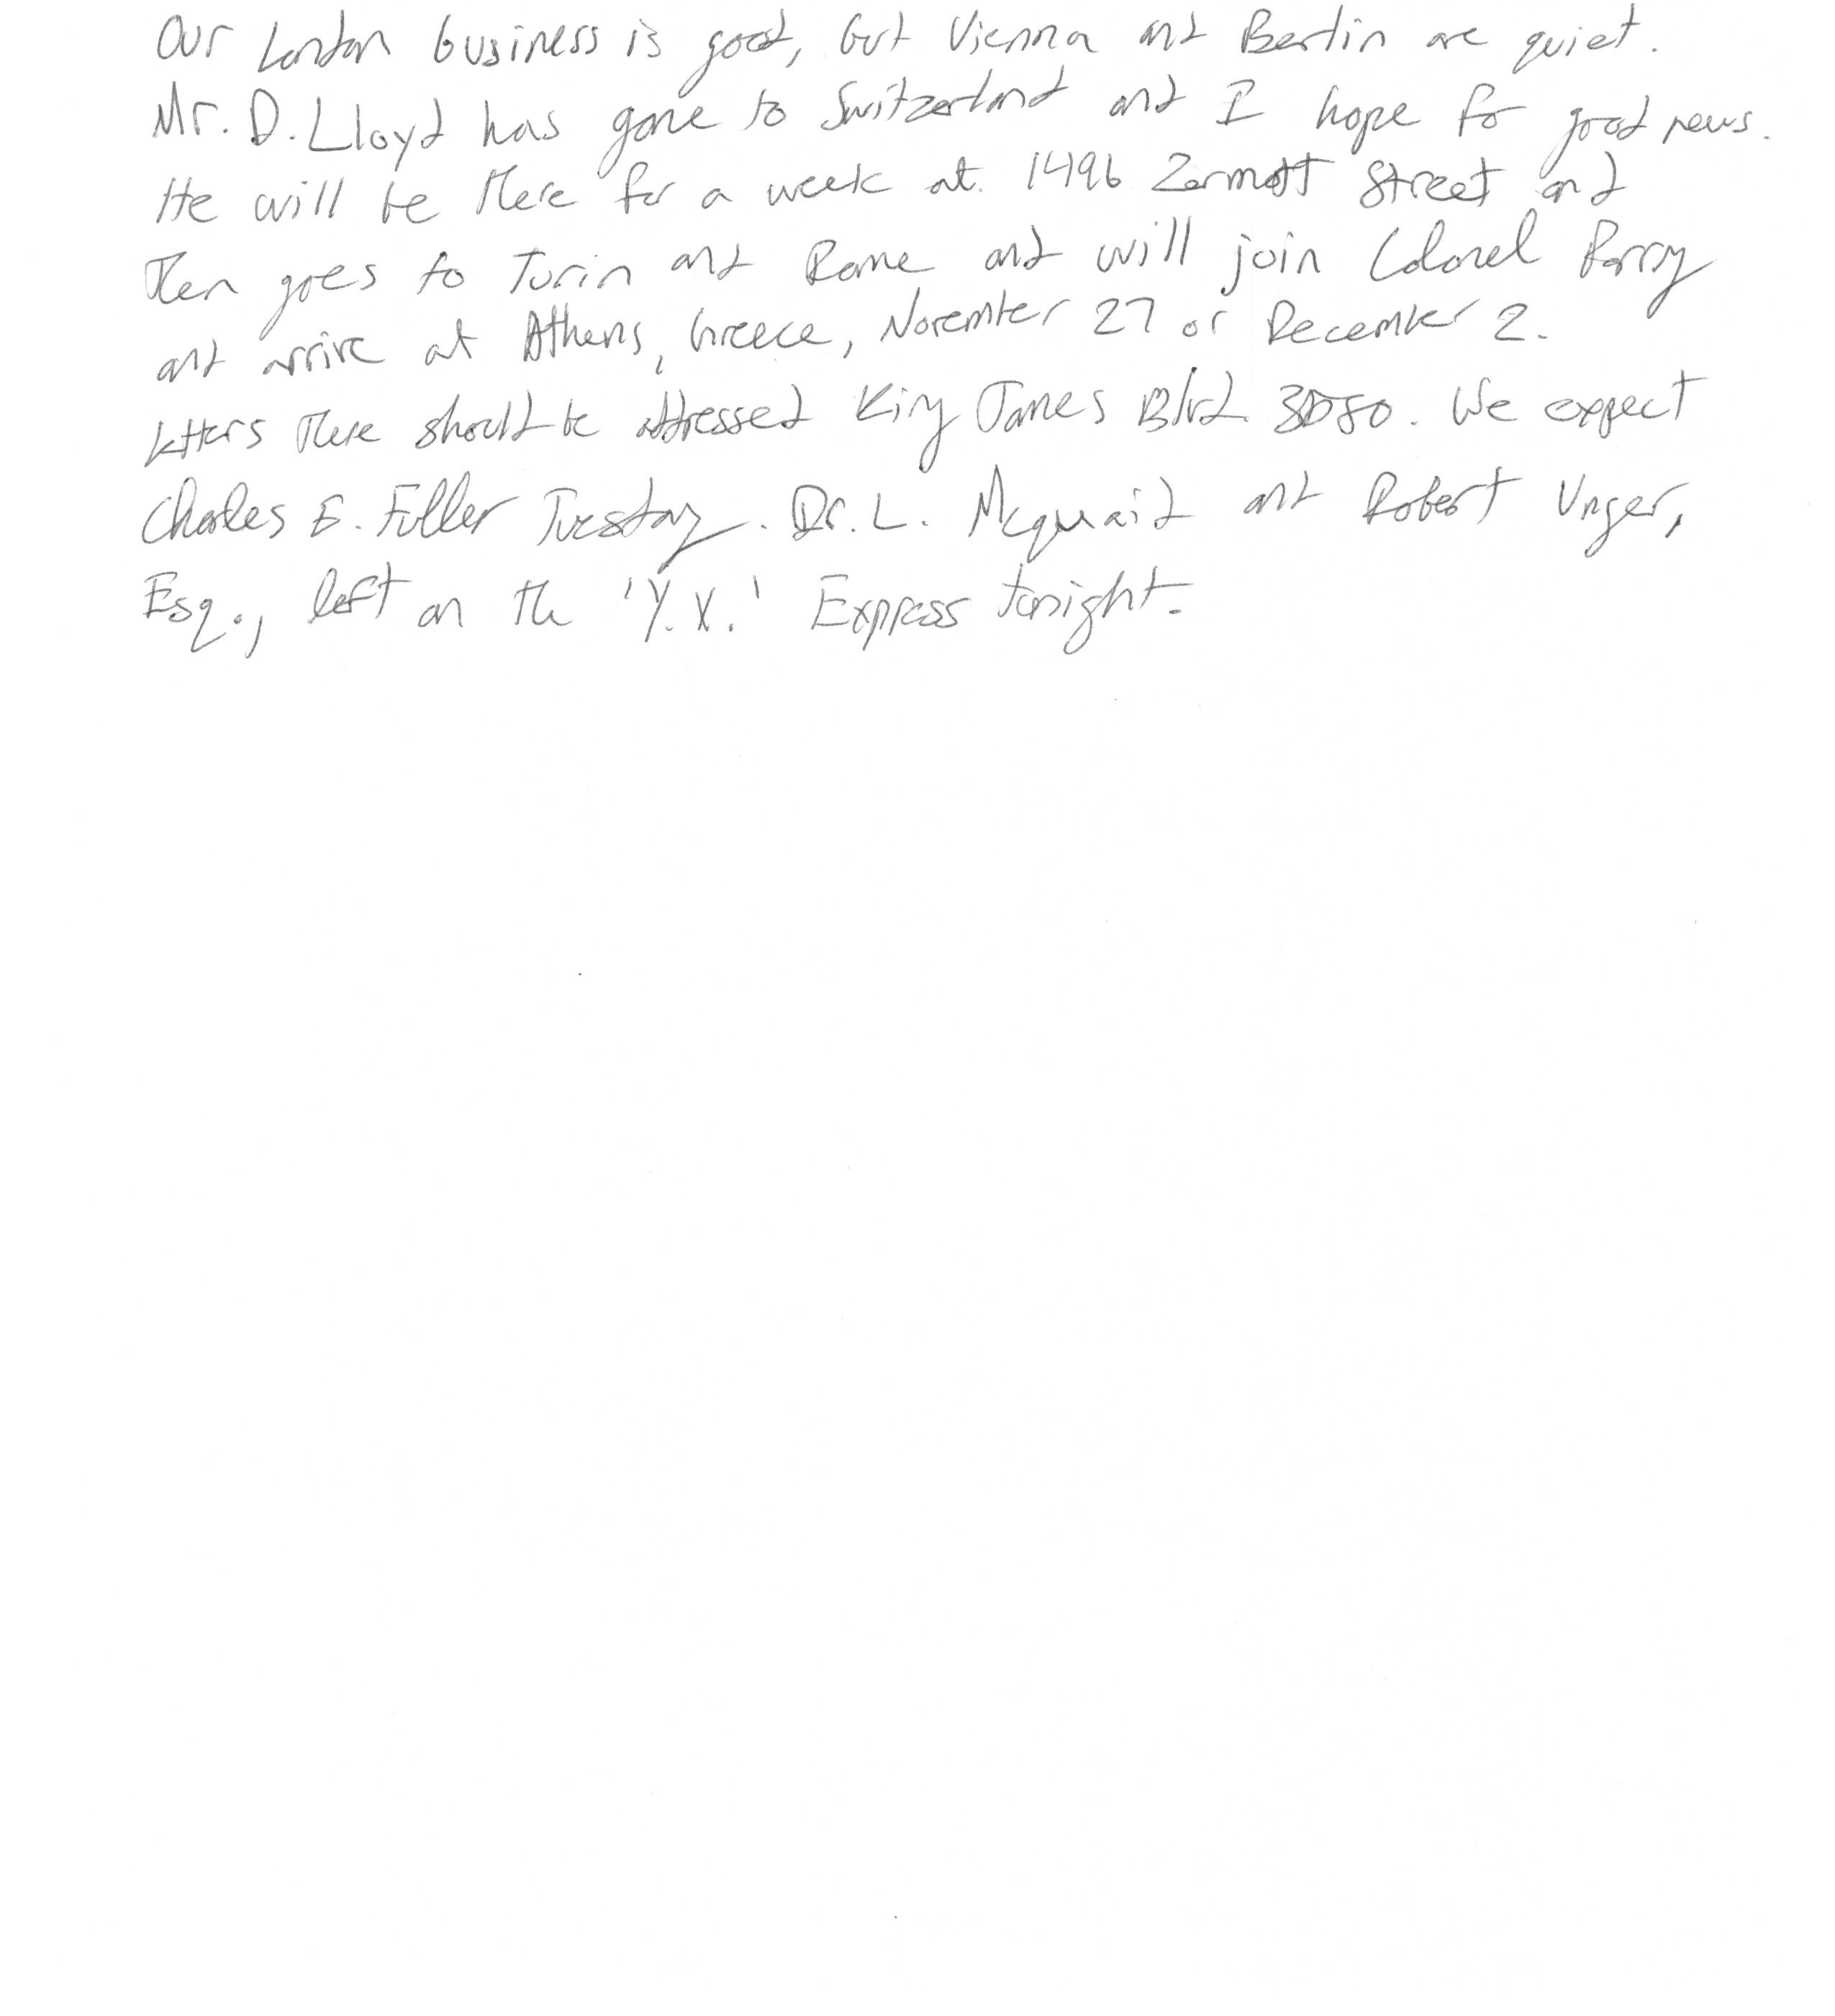 Our London business is good, but Vienna and Berlin are quiet.
Mr. D. Lloyd has gone to Switzerland and I hope for good news.
He will be there for a week at 1496 Zermott Street and
then goes to Turin and Rome and will join Colonel Parry
and arrive at Athens, Greece, November 27 or December 2.
Letters there should be addressed King James Blvd. 3580. We expect
Charles E. Fuller Tuesday. Dr. L. Mcquaid and Robert Unger,
Esq., left on the 'Y.X.' Express tonight.